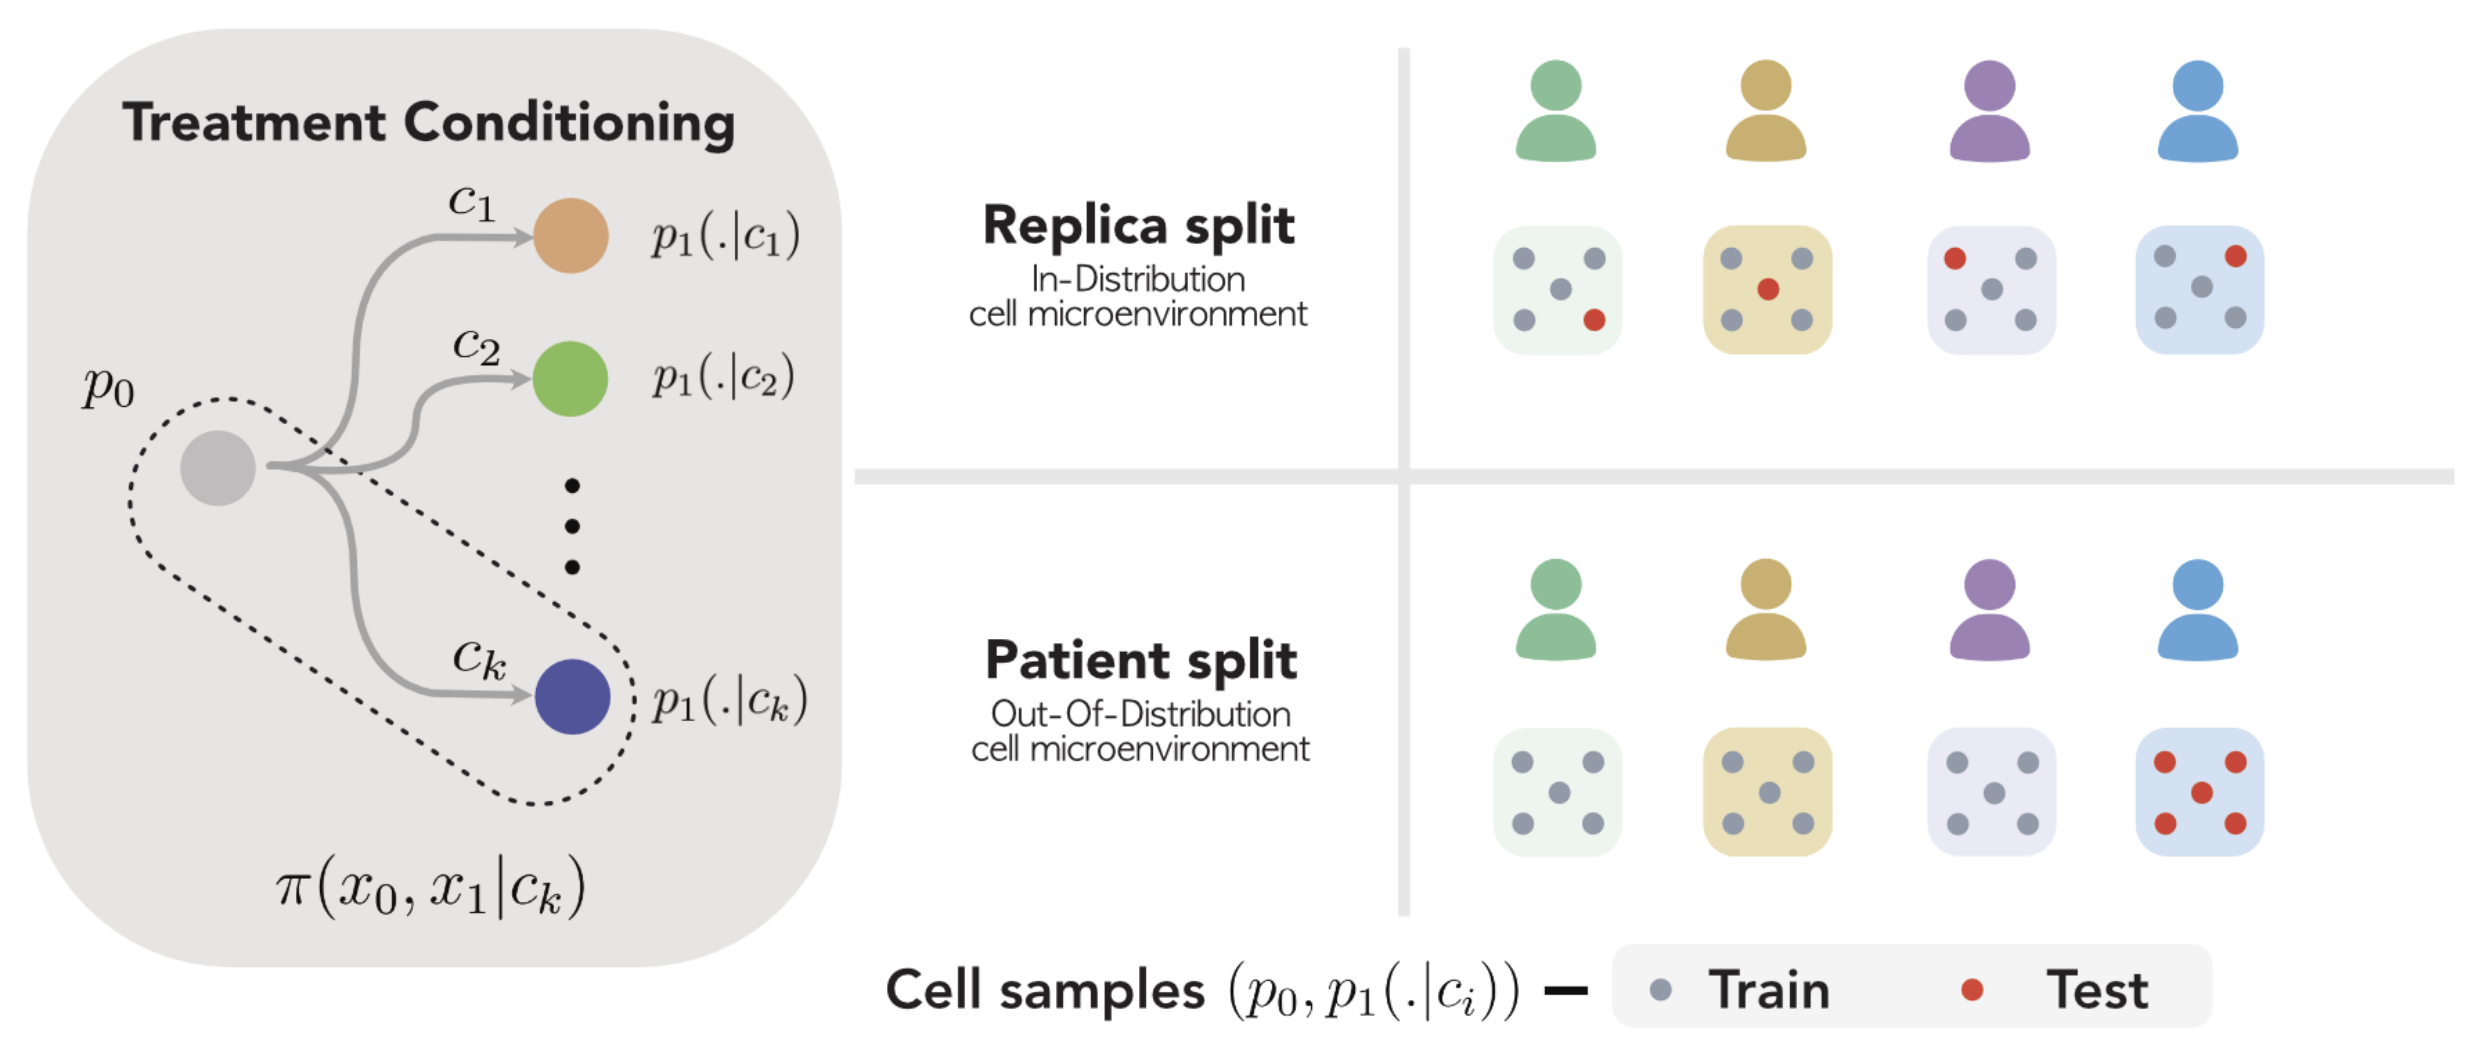 Treatment Conditioning
c₁
p₁(.|c₁)
c₂
p₁(.|c₂)
p₀
cₖ
p₁(.|cₖ)
π(x₀, x₁|cₖ)
Replica split
In-Distribution
cell microenvironment
Patient split
Out-Of-Distribution
cell microenvironment
Cell samples (p₀, p₁(.|cᵢ)) — Train Test